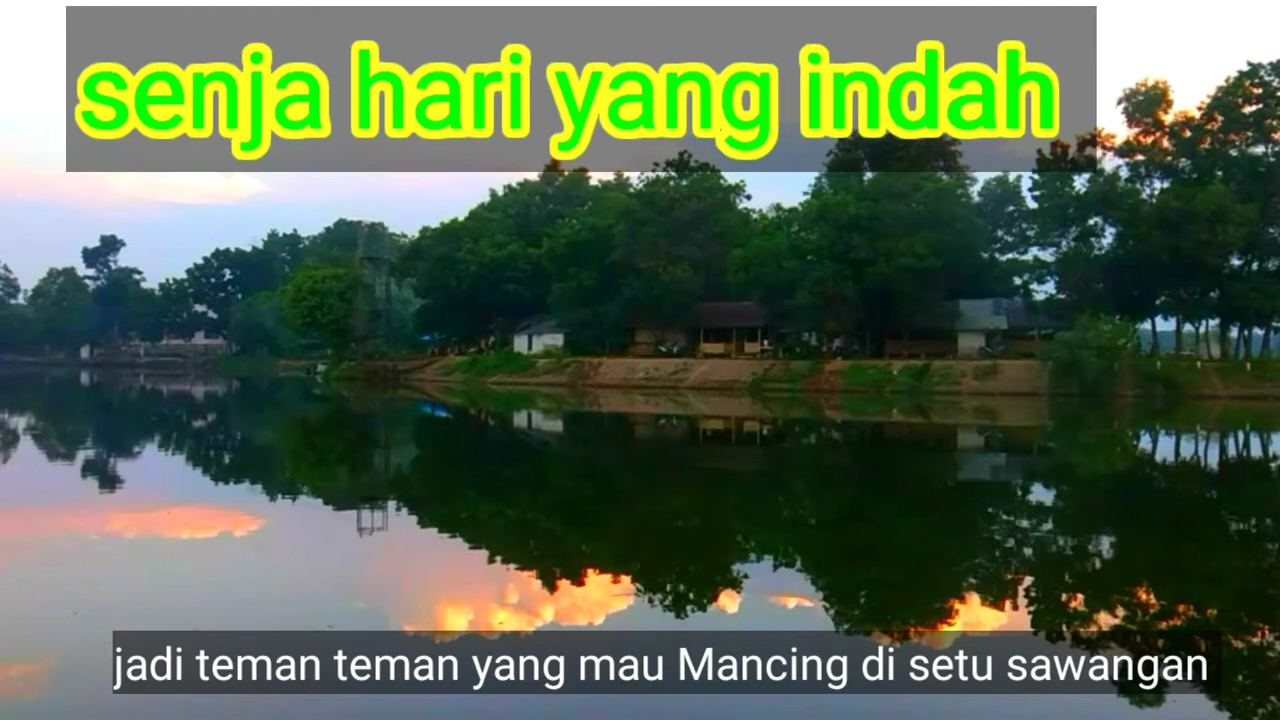 senja hari yang indah
jadi teman teman yang mau Mancing di setu sawangan